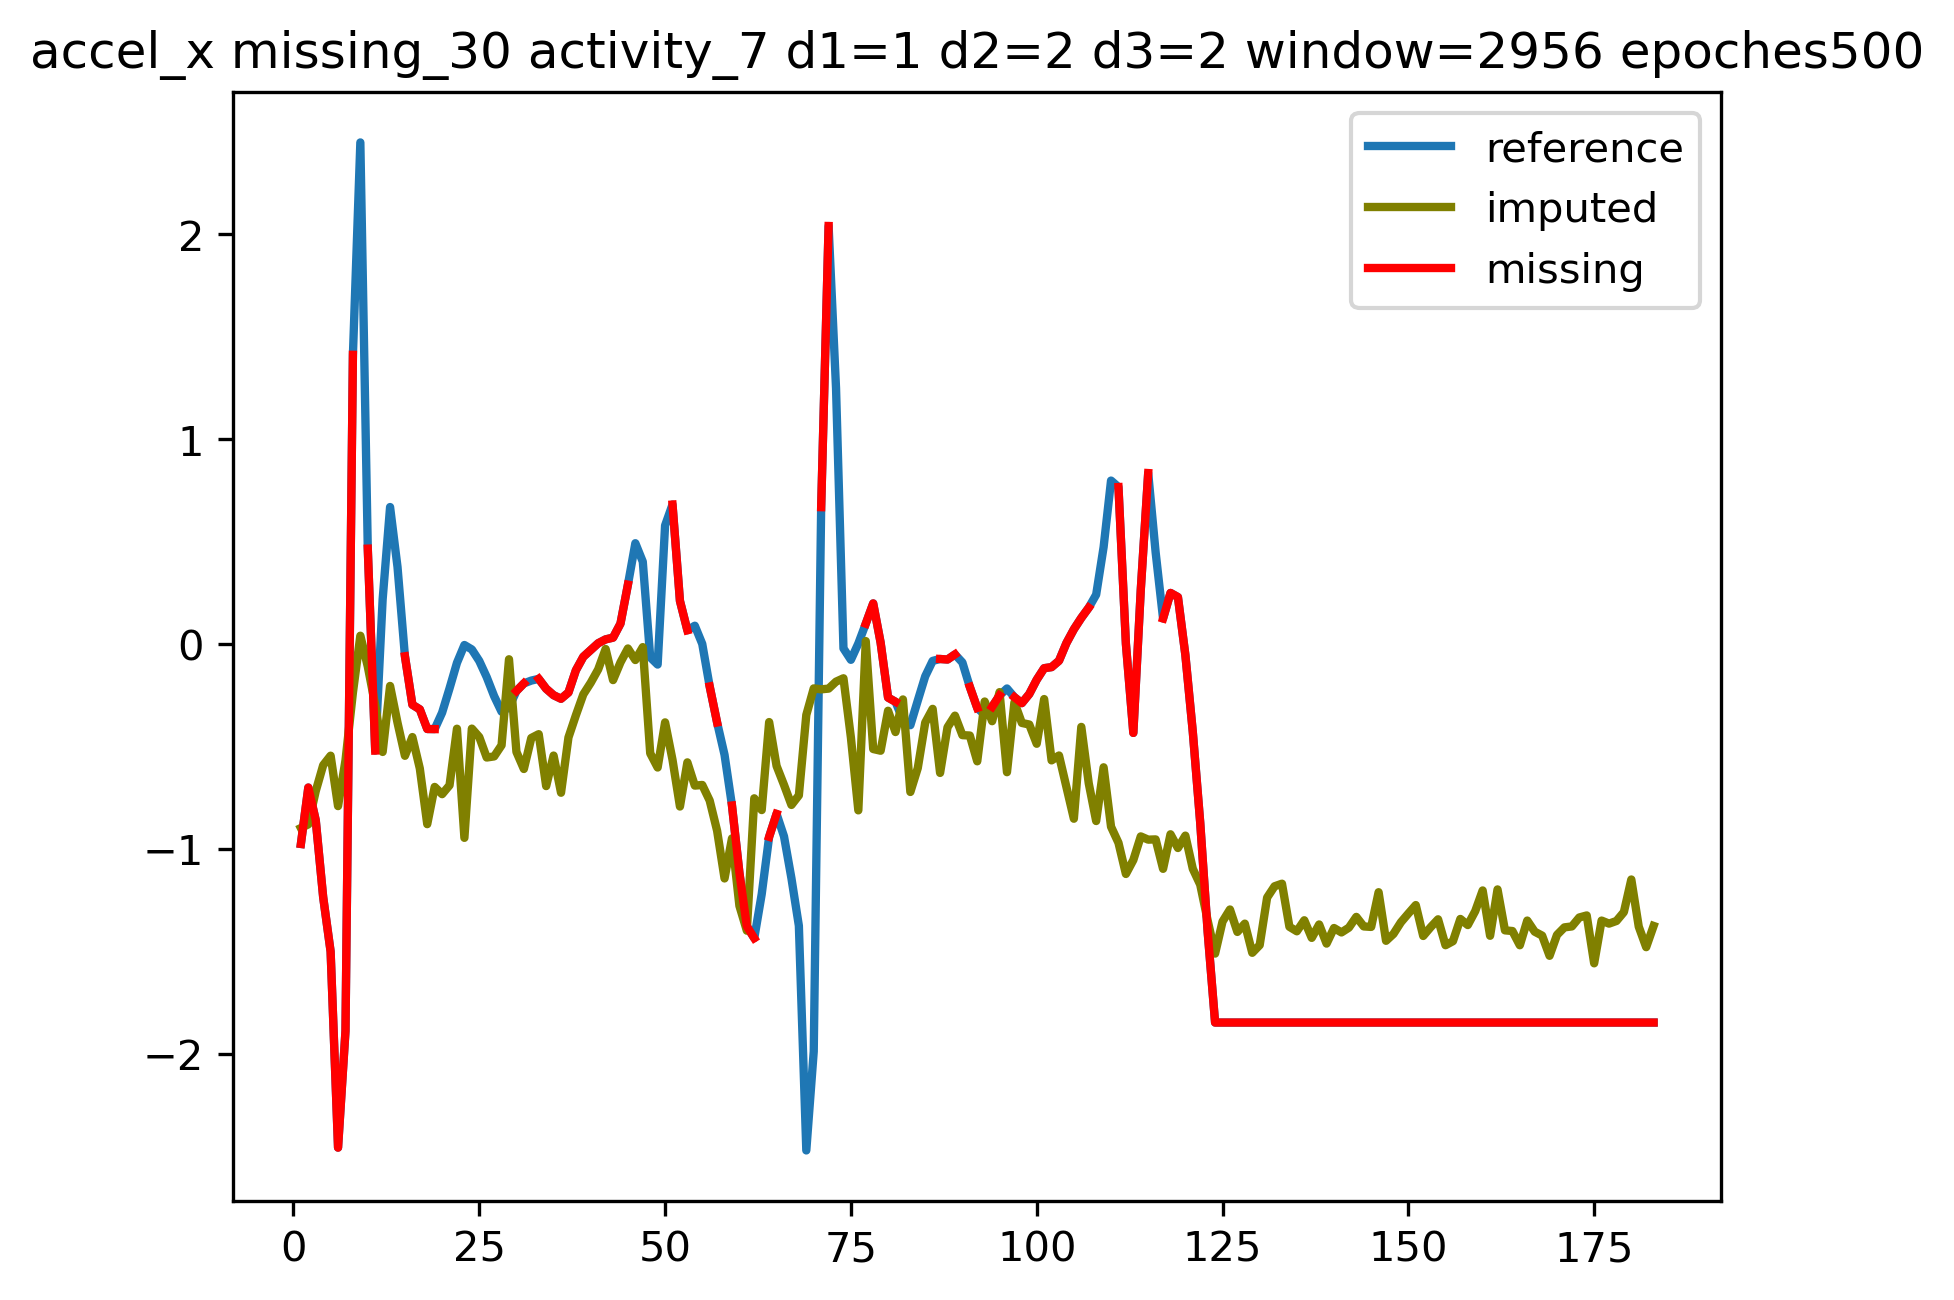 accel_x missing_30 activity_7 d1=1 d2=2 d3=2 window=2956 epoches500
reference
imputed
missing
2
1
0
−1
−2
0 25 50 75 100 125 150 175